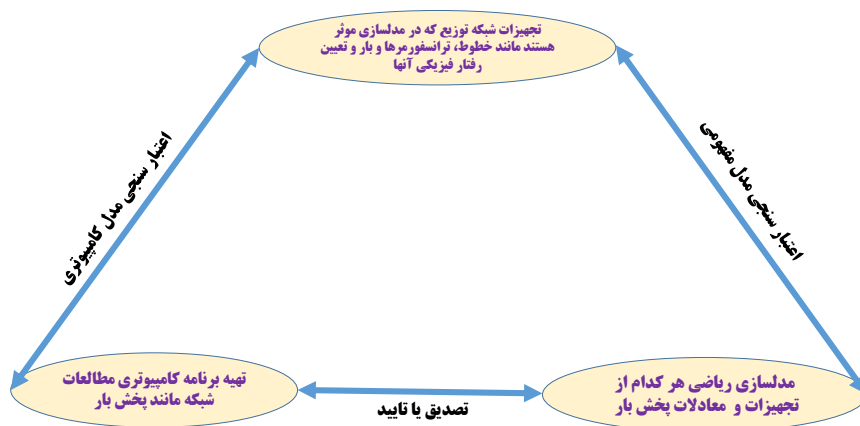 تجهیزات شبکه توزیع که در مدلسازی موثر
هستند مانند خطوط، ترانسفورمرها و بار و تعیین
رفتار فیزیکی آنها
اعتبار سنجی مدل مفهومی
اعتبار سنجی مدل کامپیوتری
مدلسازی ریاضی هر کدام از
تجهیزات و معادلات پخش بار
تهیه برنامه کامپیوتری مطالعات
شبکه مانند پخش بار
تصدیق یا تایید